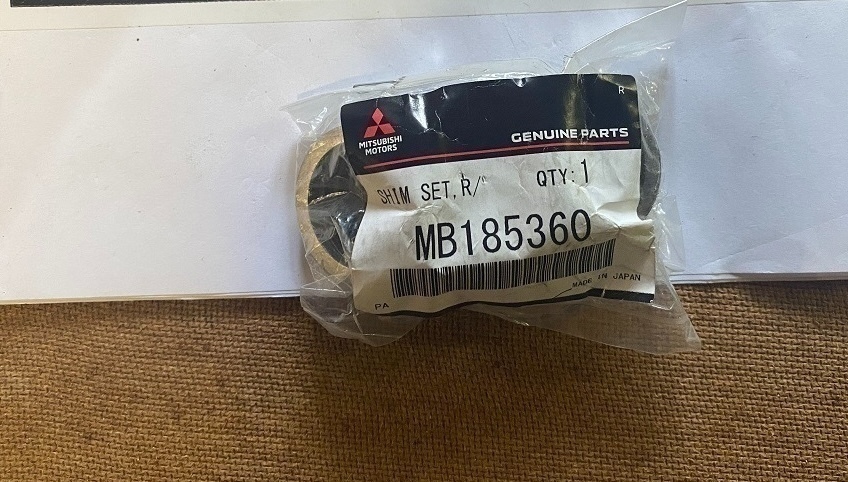 R
MITSUBISHI
MOTORS
GENUINE PARTS
SHIM SET,R/
QTY:1
MB185360
MADE IN JAPAN
PA